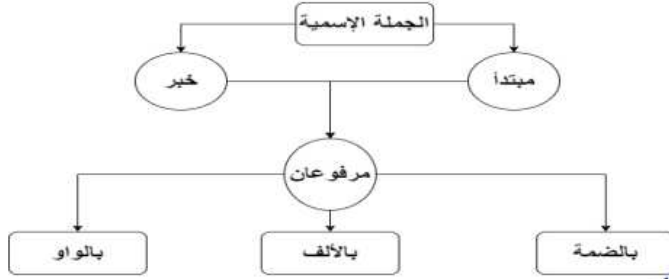 الجملة الإسمية
مبتدأ
خبر
مرفوعان
بالضمة
بالألف
بالواو